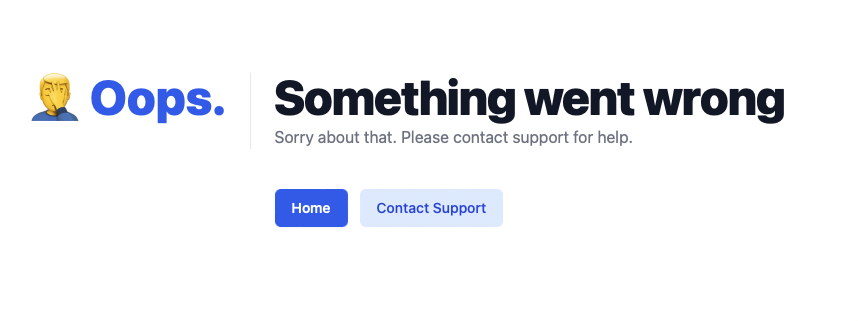 Oops.
Something went wrong
Sorry about that. Please contact support for help.
Home
Contact Support